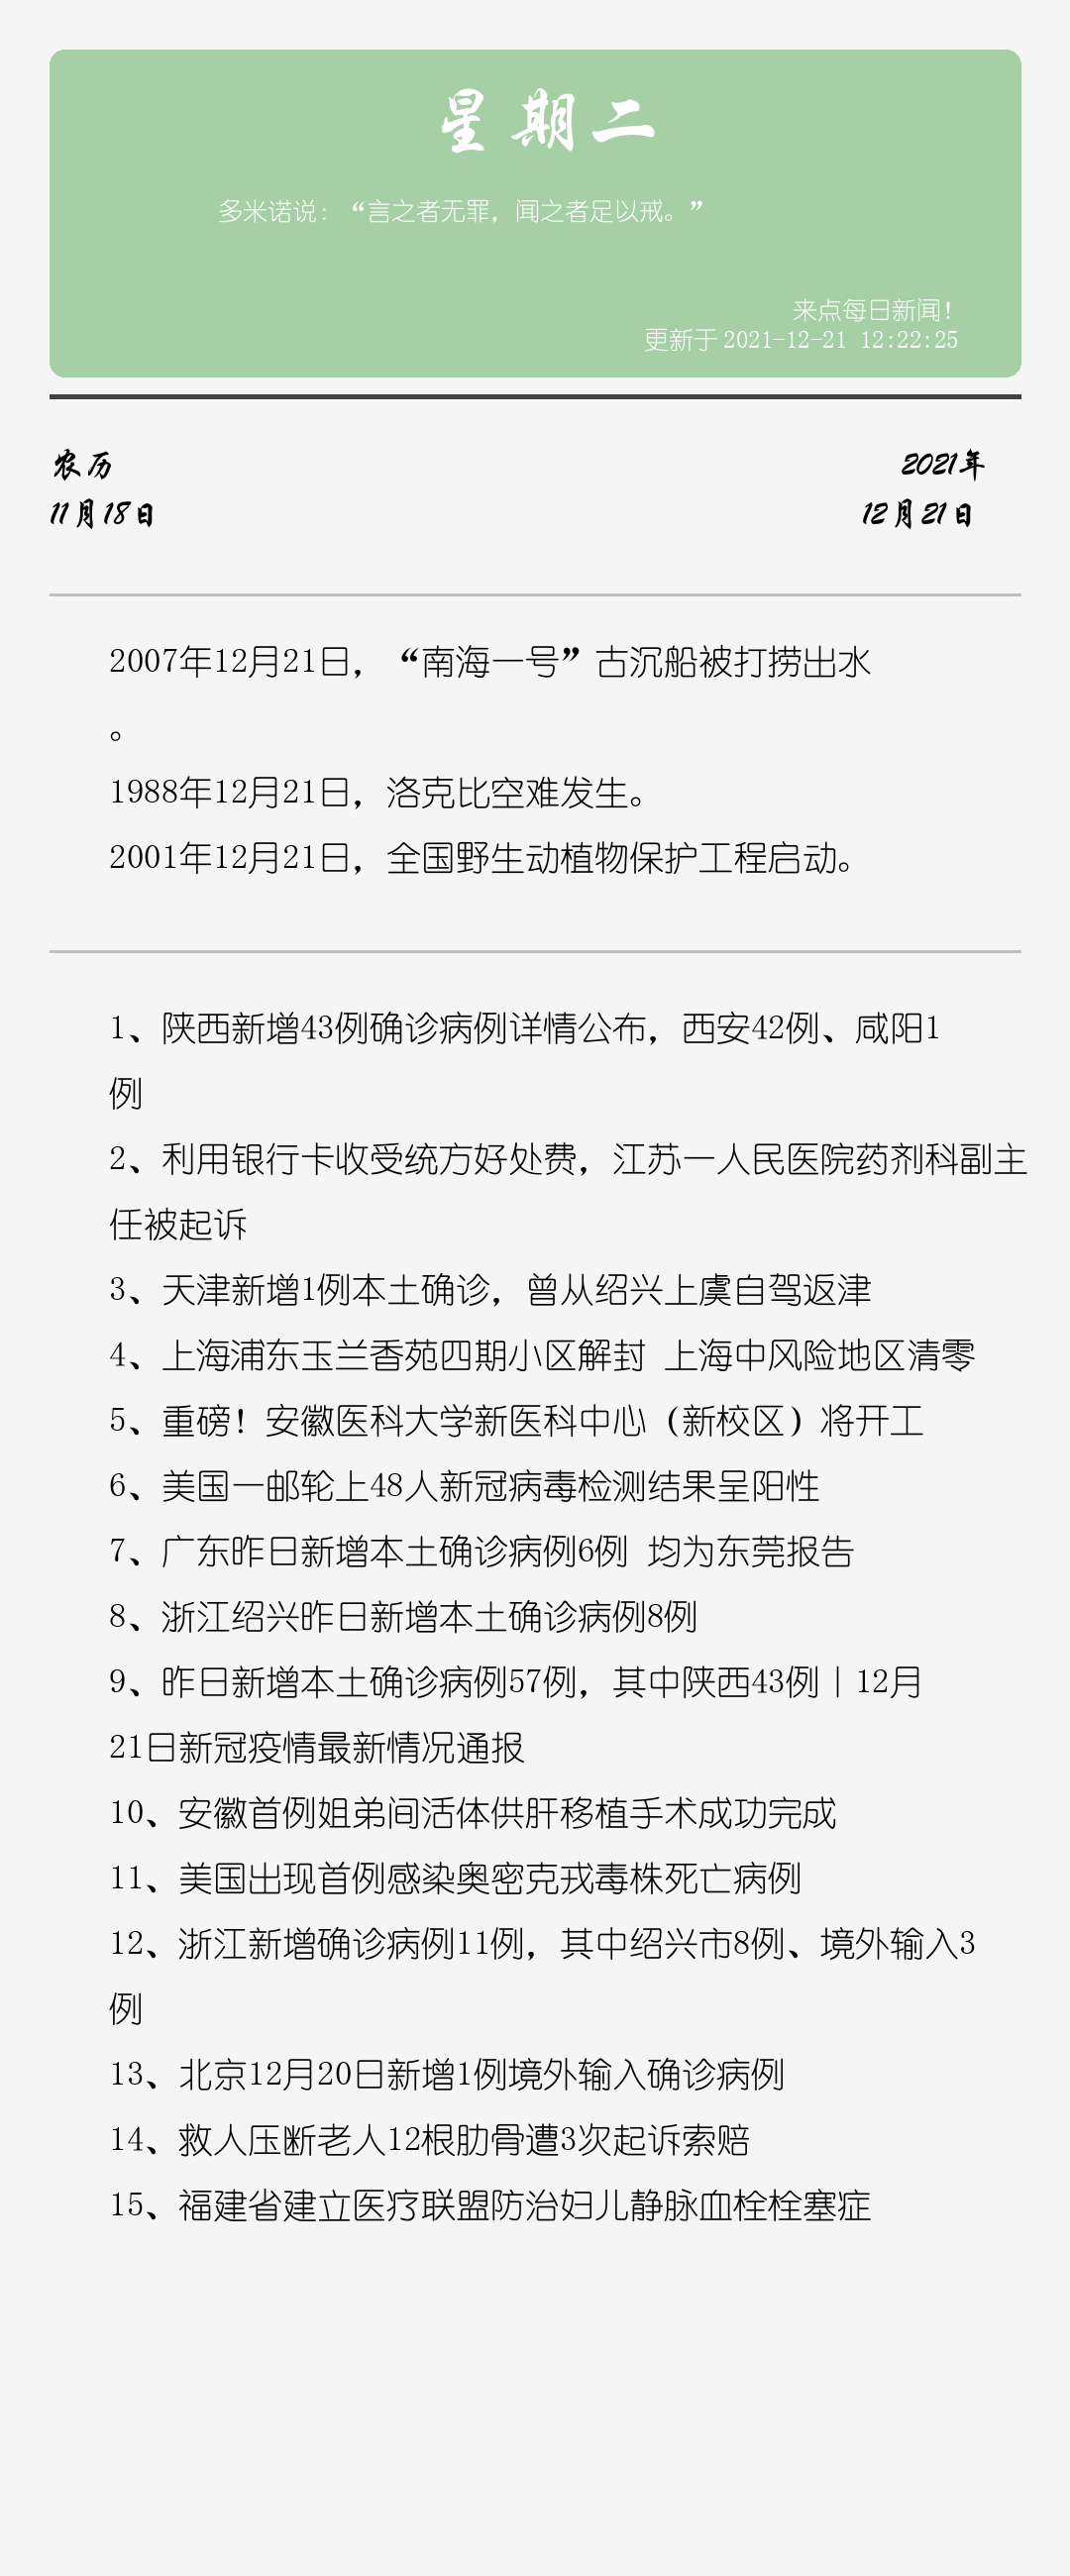 星期二
多米诺说：“言之者无罪，闻之者足以戒。”
来点每日新闻！
更新于 2021-12-21 12:22:25
农历
2021年
11月18日
12月21日
2007年12月21日，“南海一号”古沉船被打捞出水
。
1988年12月21日，洛克比空难发生。
2001年12月21日，全国野生动植物保护工程启动。
1、陕西新增43例确诊病例详情公布，西安42例、咸阳1
例
2、利用银行卡收受统方好处费，江苏一人民医院药剂科副主
任被起诉
3、天津新增1例本土确诊，曾从绍兴上虞自驾返津
4、上海浦东玉兰香苑四期小区解封 上海中风险地区清零
5、重磅！安徽医科大学新医科中心（新校区）将开工
6、美国一邮轮上48人新冠病毒检测结果呈阳性
7、广东昨日新增本土确诊病例6例 均为东莞报告
8、浙江绍兴昨日新增本土确诊病例8例
9、昨日新增本土确诊病例57例，其中陕西43例丨12月
21日新冠疫情最新情况通报
10、安徽首例姐弟间活体供肝移植手术成功完成
11、美国出现首例感染奥密克戎毒株死亡病例
12、浙江新增确诊病例11例，其中绍兴市8例、境外输入3
例
13、北京12月20日新增1例境外输入确诊病例
14、救人压断老人12根肋骨遭3次起诉索赔
15、福建省建立医疗联盟防治妇儿静脉血栓栓塞症